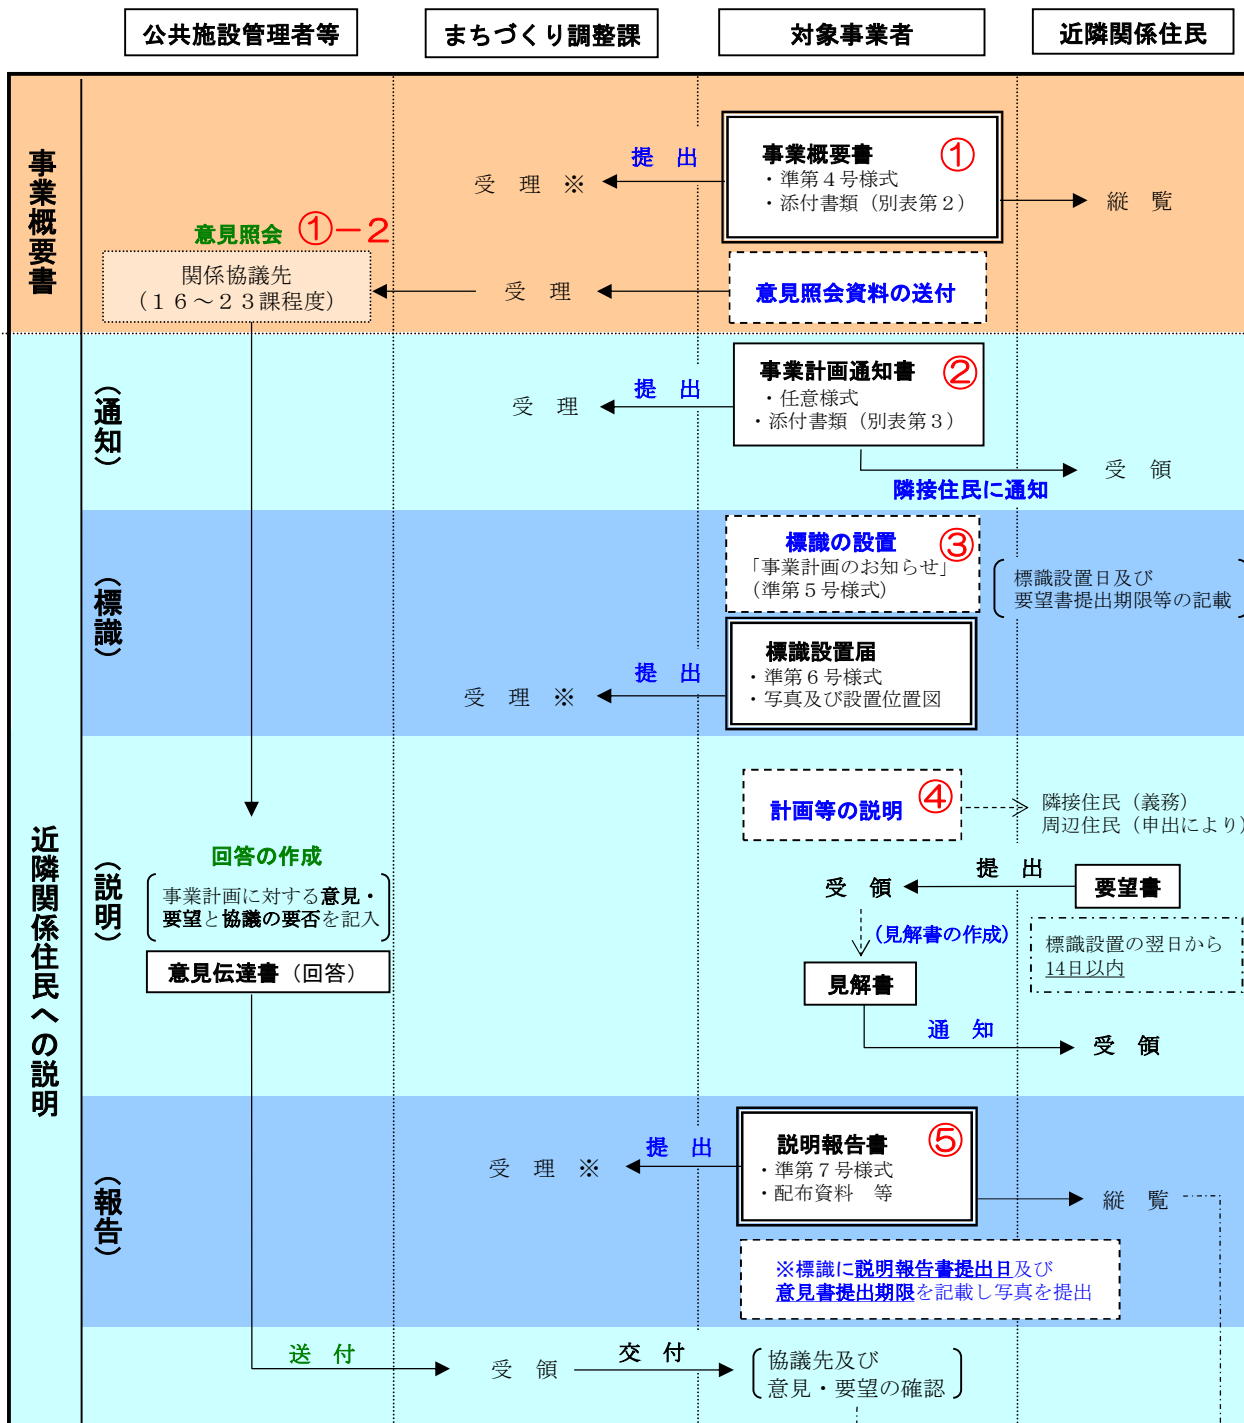 公共施設管理者等
まちづくり調整課
対象事業者
近隣関係住民
事業概要書
提　出
受　理　※
事業概要書　①
・準第４号様式
・添付書類（別表第２）
縦　覧
意見照会　①－２
関係協議先
（１６～２３課程度）
受　理
意見照会資料の送付
近隣関係住民への説明
（通知）
提　出
受　理
事業計画通知書　②
・任意様式
・添付書類（別表第３）
受　領
隣接住民に通知
（標識）
標識の設置　③
「事業計画のお知らせ」
（準第５号様式）
標識設置日及び
要望書提出期限等の記載
提　出
受　理　※
標識設置届
・準第６号様式
・写真及び設置位置図
（説明）
計画等の説明　④
隣接住民（義務）
周辺住民（申出により）
回答の作成
事業計画に対する意見・
要望と協議の要否を記入
意見伝達書（回答）
提　出
受　領
要望書
（見解書の作成）
標識設置の翌日から
14日以内
見解書
通　知
受　領
（報告）
提　出
受　理　※
説明報告書　⑤
・準第７号様式
・配布資料　等
縦　覧
※標識に説明報告書提出日及び
意見書提出期限を記載し写真を提出
送　付
受　領
交　付
協議先及び
意見・要望の確認